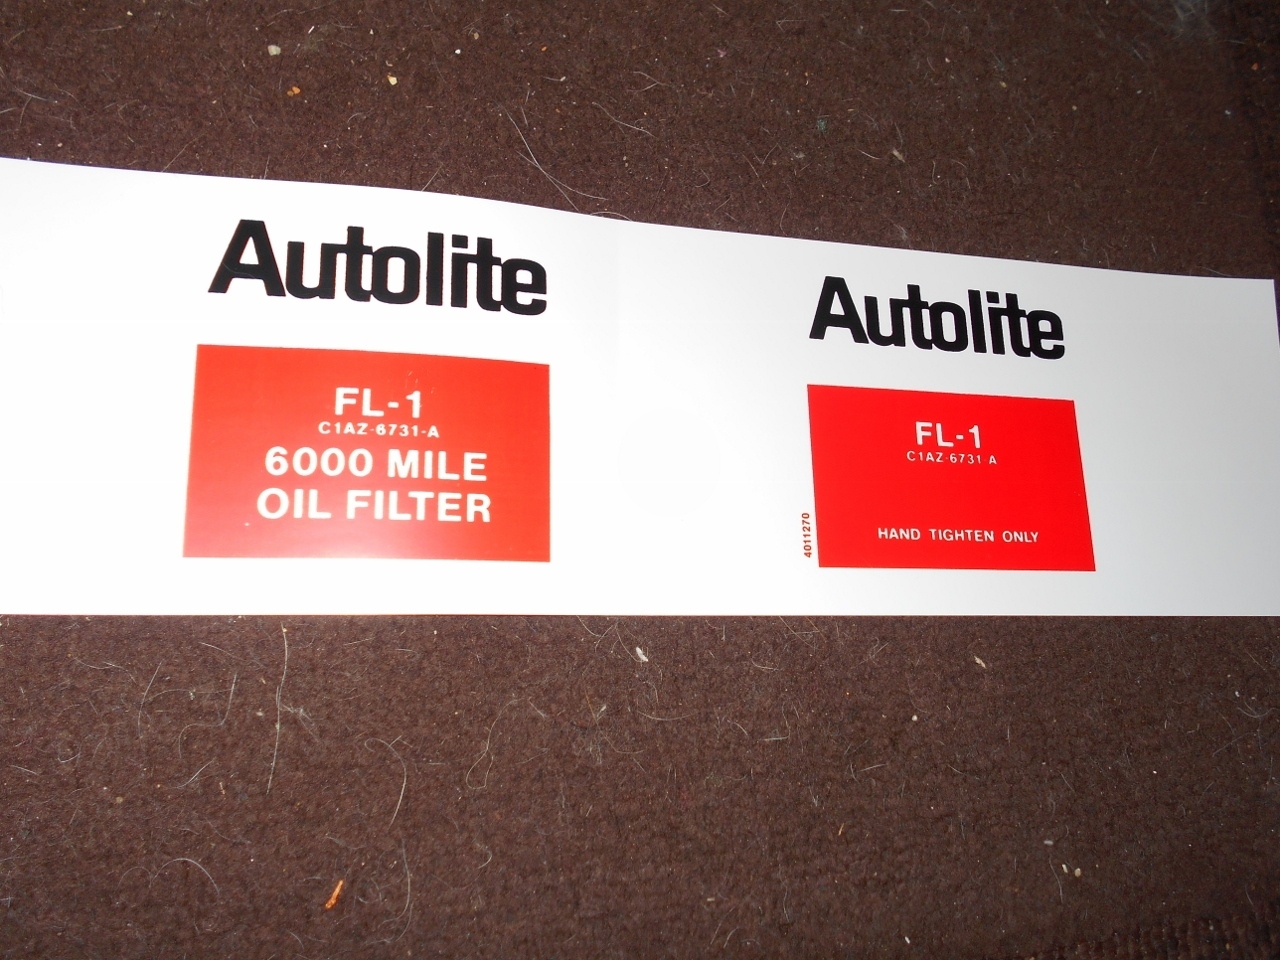 Autolite
FL-1
C1AZ-6731-A
6000 MILE
OIL FILTER
Autolite
FL-1
C1AZ-6731 A
HAND TIGHTEN ONLY
4011270